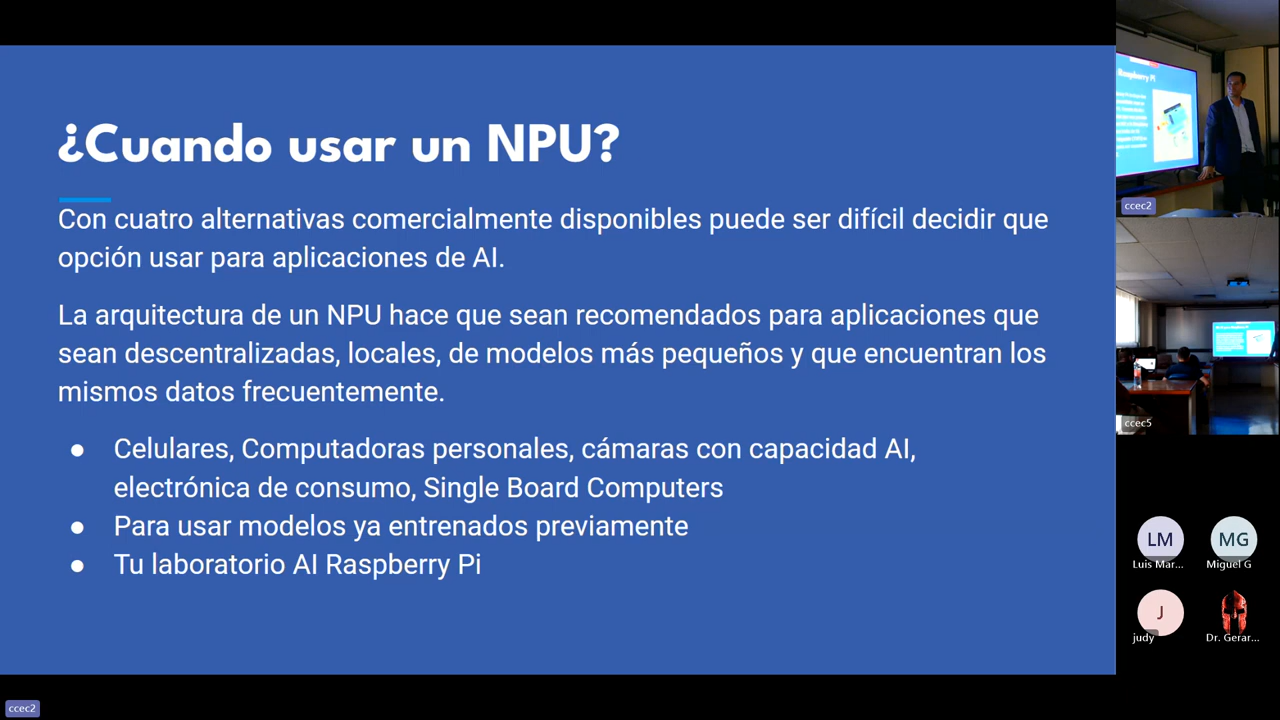 ¿Cuando usar un NPU?
Con cuatro alternativas comercialmente disponibles puede ser difícil decidir que
opción usar para aplicaciones de AI.
La arquitectura de un NPU hace que sean recomendados para aplicaciones que
sean descentralizadas, locales, de modelos más pequeños y que encuentran los
mismos datos frecuentemente.
● Celulares, Computadoras personales, cámaras con capacidad AI,
electrónica de consumo, Single Board Computers
● Para usar modelos ya entrenados previamente
● Tu laboratorio AI Raspberry Pi
Raspberry Pi
ccec2
ccec5
LM
MG
Luis Mar...
Miguel G
J
judy
Dr. Gerar...
ccec2